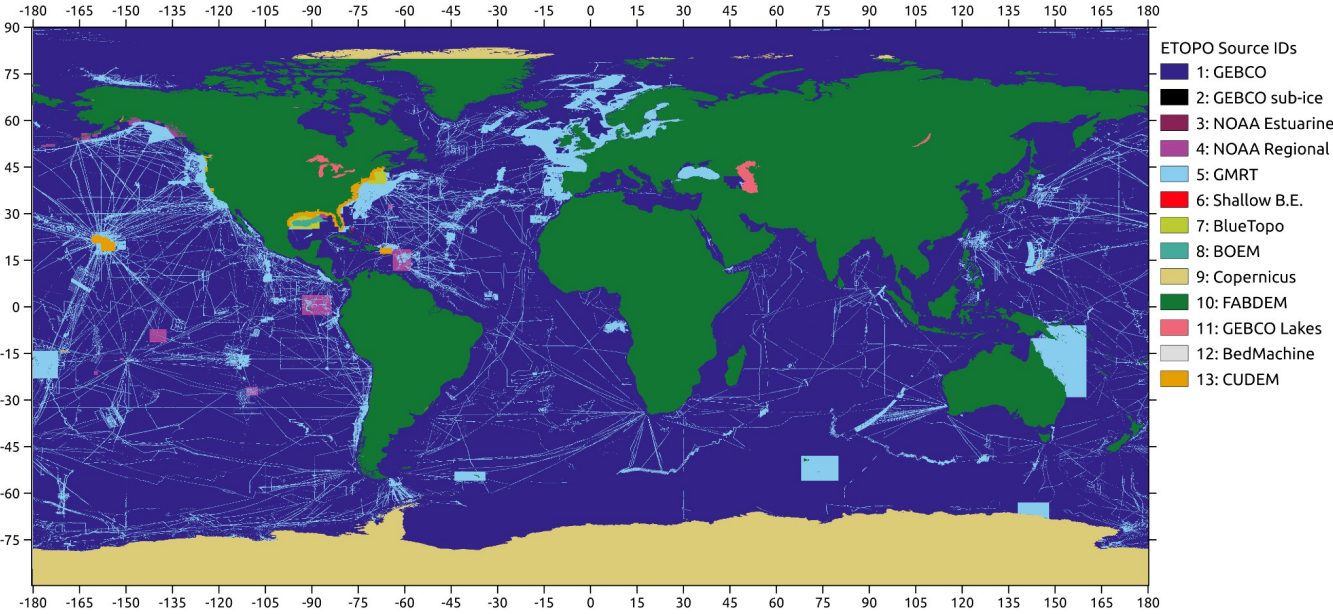 -180 -165 -150 -135 -120 -105 -90 -75 -60 -45 -30 -15 0 15 30 45 60 75 90 105 120 135 150 165 180
90
75
60
45
30
15
0
-15
-30
-45
-60
-75
-180 -165 -150 -135 -120 -105 -90 -75 -60 -45 -30 -15 0 15 30 45 60 75 90 105 120 135 150 165 180
ETOPO Source IDs
1: GEBCO
2: GEBCO sub-ice
3: NOAA Estuarine
4: NOAA Regional
5: GMRT
6: Shallow B.E.
7: BlueTopo
8: BOEM
9: Copernicus
10: FABDEM
11: GEBCO Lakes
12: BedMachine
13: CUDEM